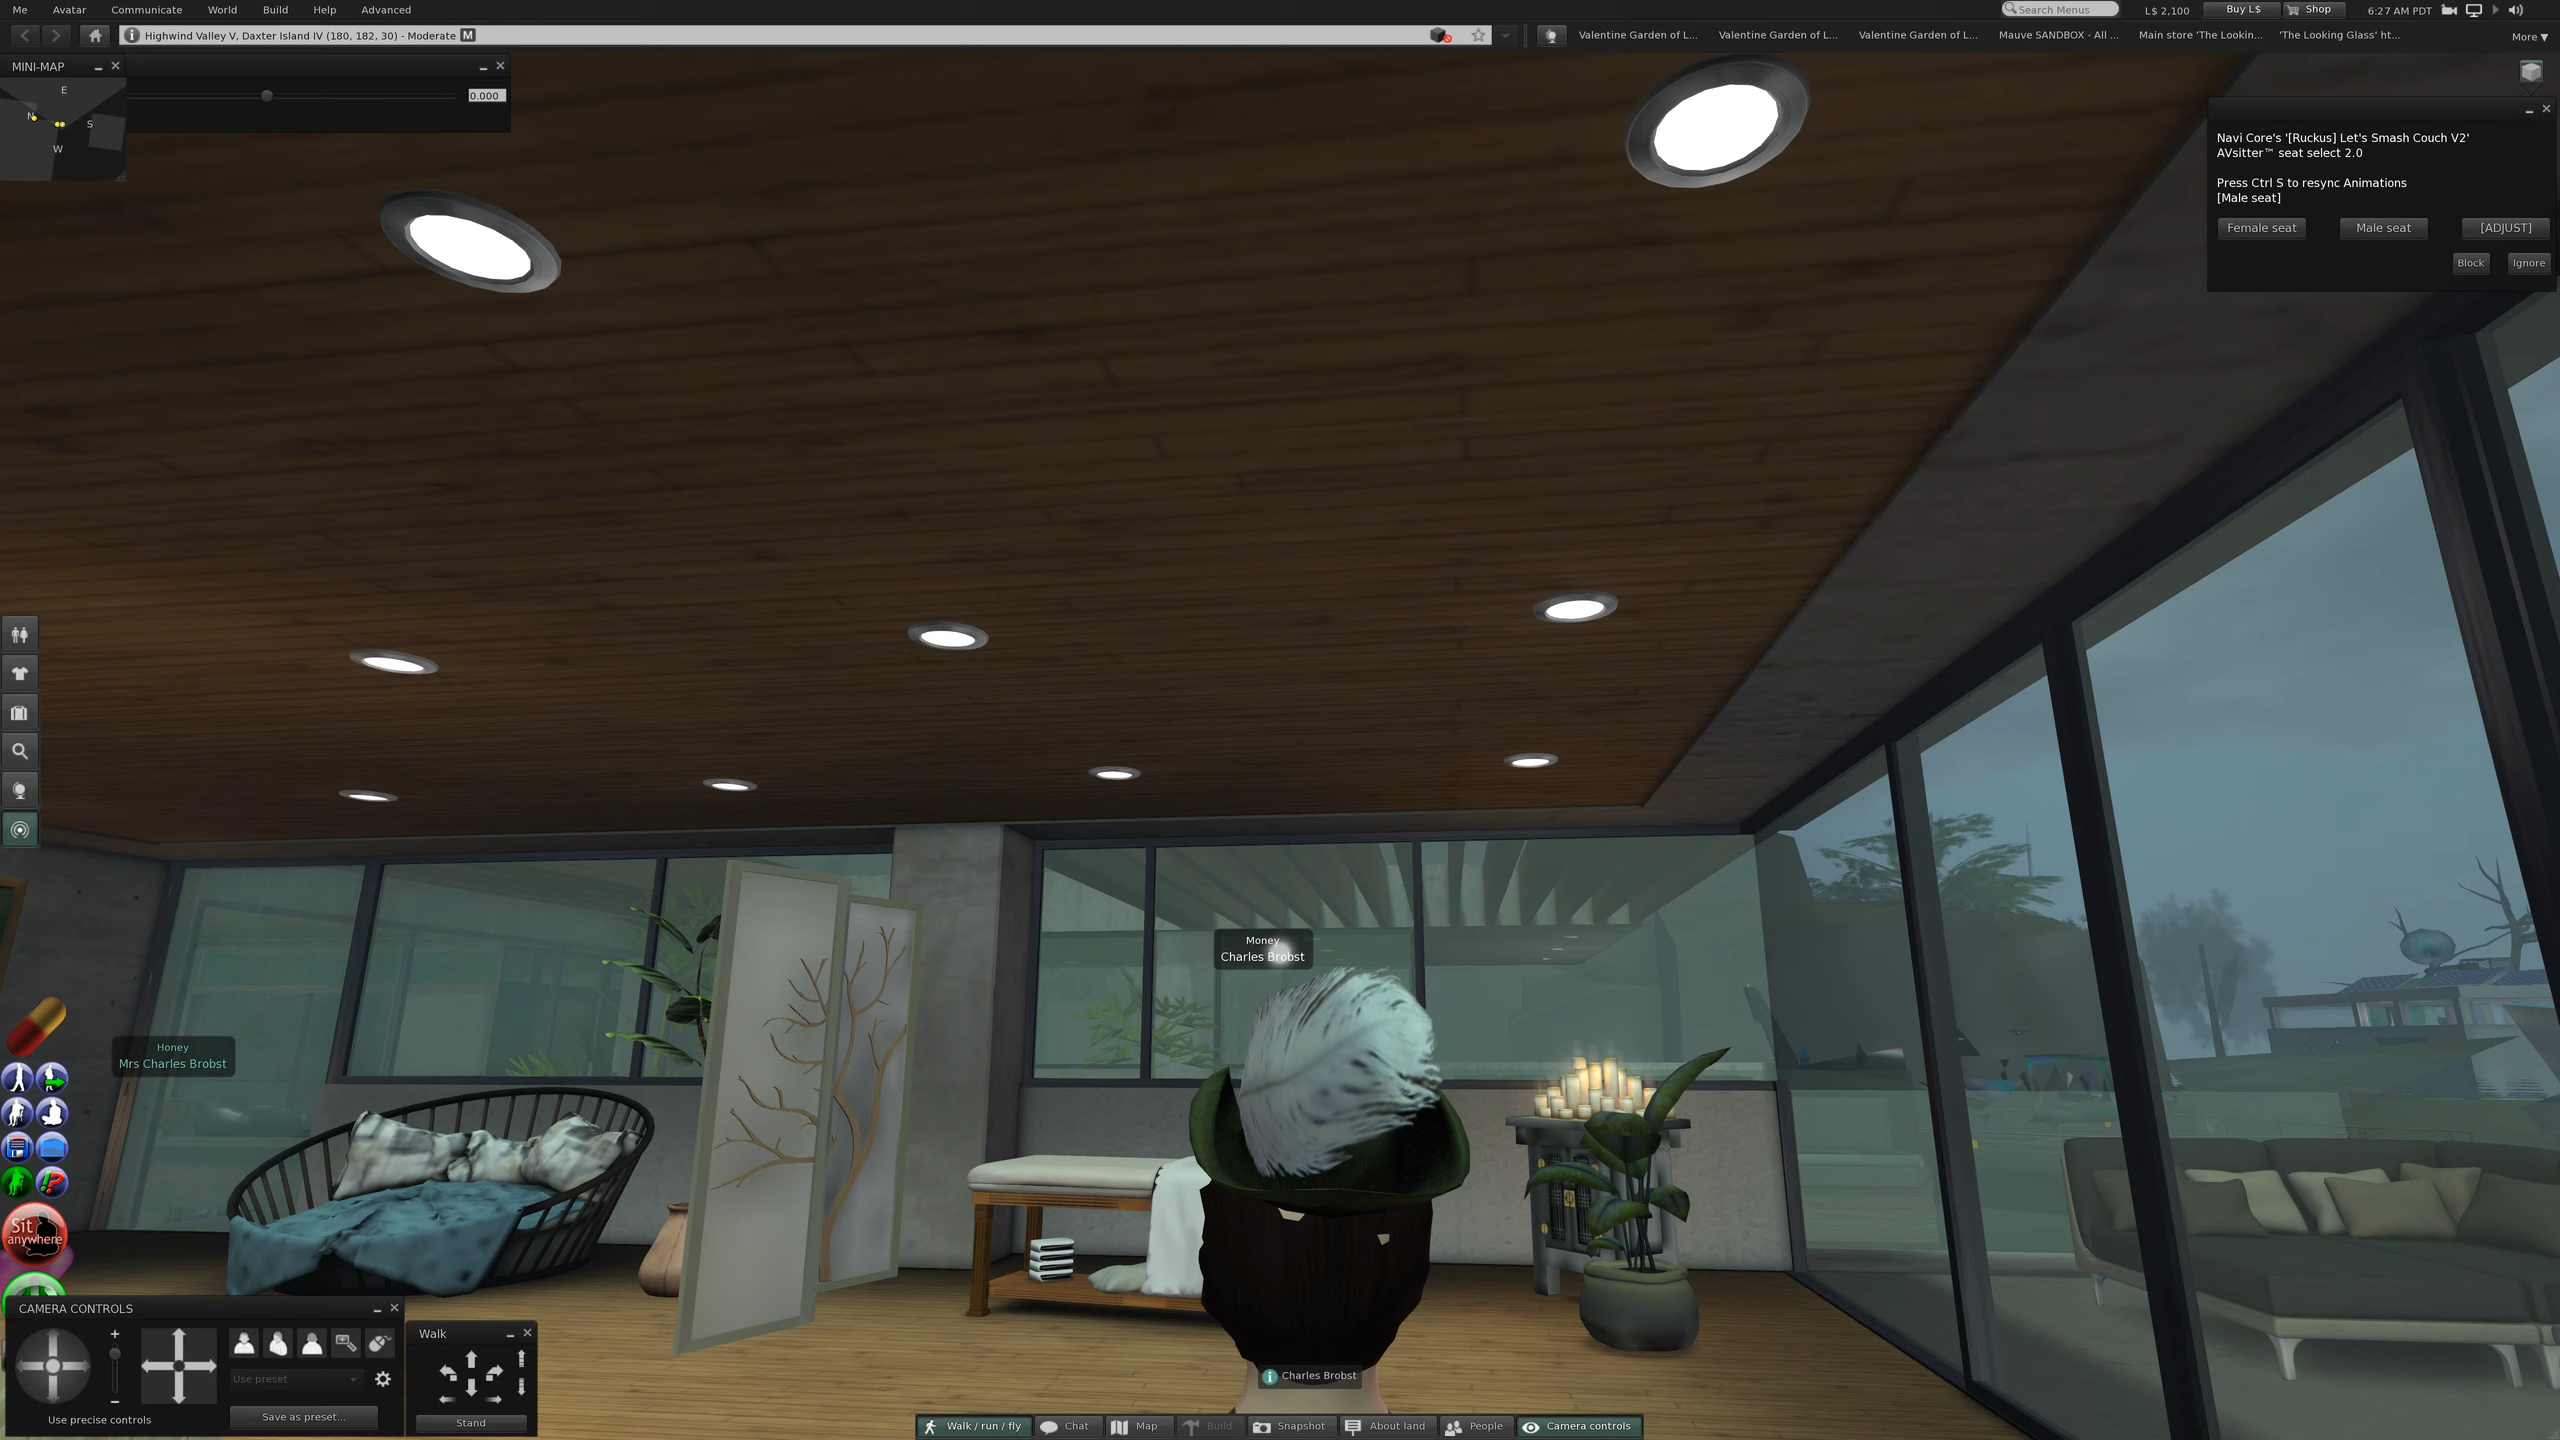 Me Avatar Communicate World Build Help Advanced
Search Menus L$ 2,100 Buy L$ Shop 6:27 AM PDT
Highwind Valley V, Daxter Island IV (180, 182, 30) - Moderate M
Valentine Garden of L... Valentine Garden of L... Valentine Garden of L... Mauve SANDBOX - All ... Main store 'The Lookin... 'The Looking Glass' ht... More
MINI-MAP
E
N
S
W
0.000
Navi Core's '[Ruckus] Let's Smash Couch V2'
AVsitter™ seat select 2.0
Press Ctrl S to resync Animations
[Male seat]
Female seat Male seat [ADJUST]
Block Ignore
Money
Charles Brobst
Honey
Mrs Charles Brobst
Sit
anywhere
CAMERA CONTROLS
Use preset
Use precise controls
Save as preset...
Walk
Stand
Charles Brobst
Walk / run / fly Chat Map Build Snapshot About land People Camera controls